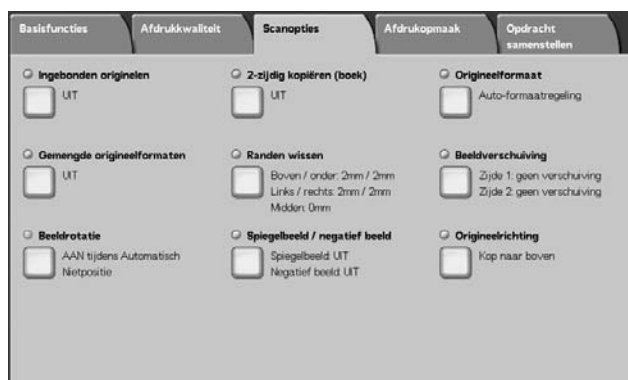 Basisfuncties
Afdrukkwaliteit
Scanopties
Afdrukopmaak
Opdracht
samenstellen
Ingebonden originelen
UIT
2-zijdig kopiëren (boek)
UIT
Origineelformaat
Auto-formaatregeling
Gemengde origineelformaten
UIT
Randen wissen
Boven / onder: 2mm / 2mm
Links / rechts: 2mm / 2mm
Midden: 0mm
Beeldverschuiving
Zijde 1: geen verschuiving
Zijde 2: geen verschuiving
Beeldrotatie
AAN tijdens Automatisch
Nietpositie
Spiegelbeeld / negatief beeld
Spiegelbeeld: UIT
Negatief beeld: UIT
Origineelrichting
Kop naar boven